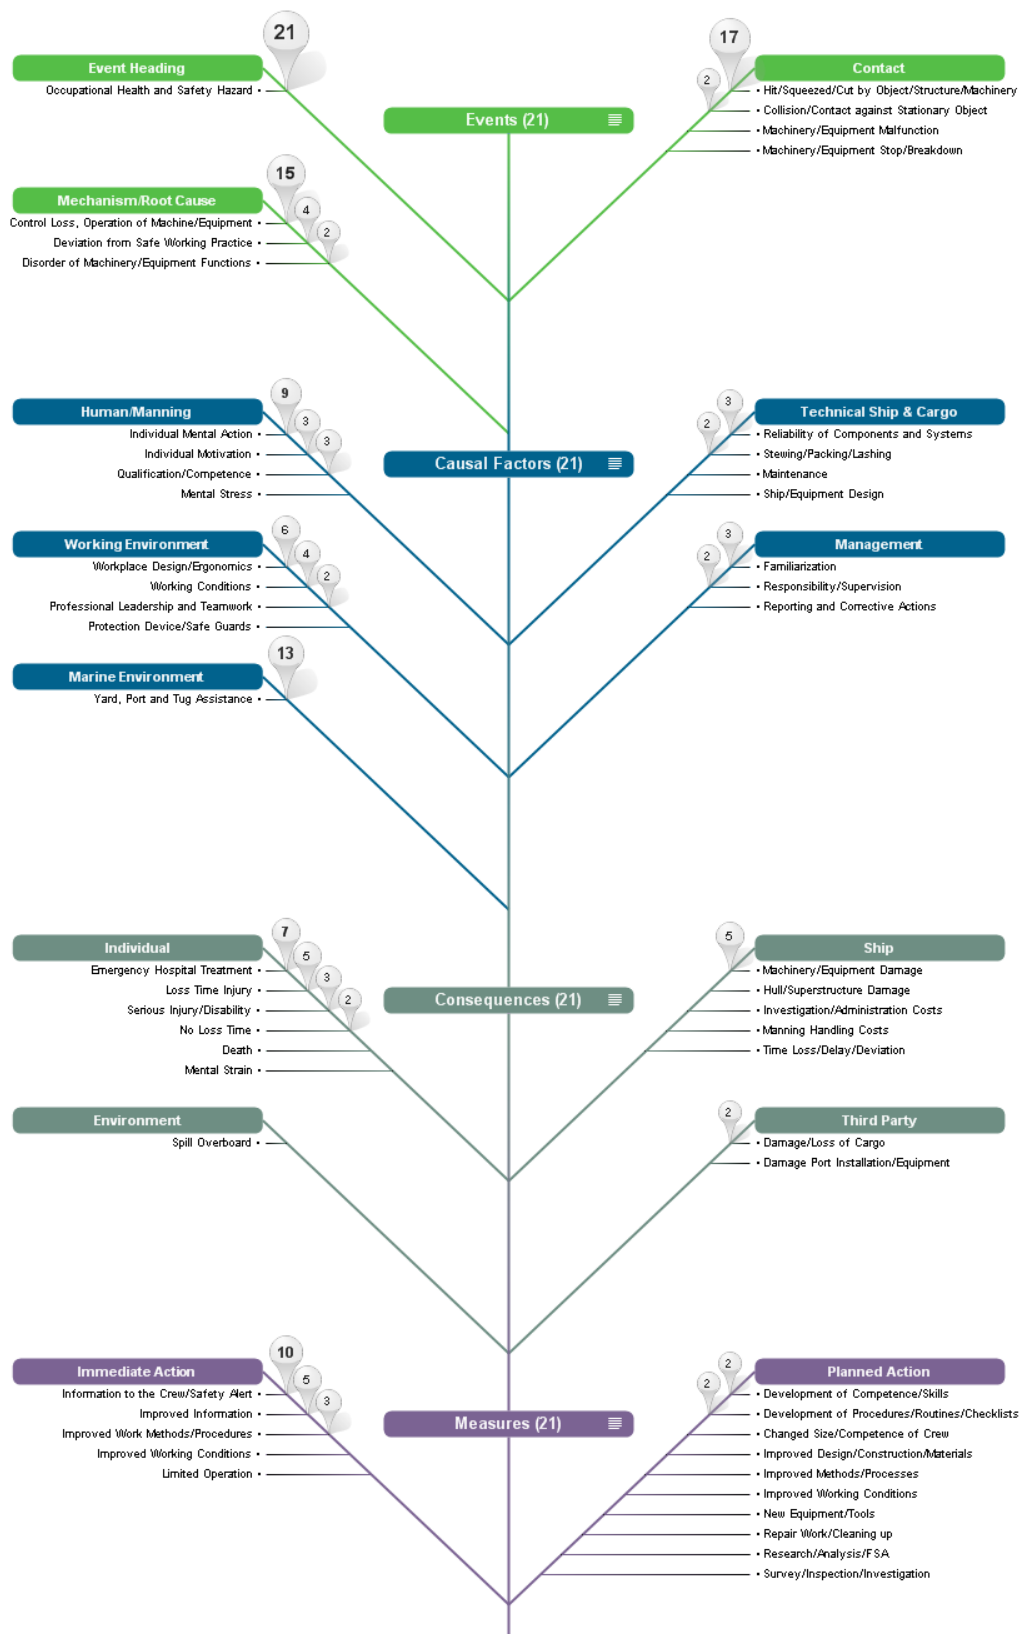 21
17
Event Heading
Contact
2
Occupational Health and Safety Hazard
Hit/Squeezed/Cut by Object/Structure/Machinery
Collision/Contact against Stationary Object
Events (21)
Machinery/Equipment Malfunction
Machinery/Equipment Stop/Breakdown
15
Mechanism/Root Cause
4
Control Loss, Operation of Machine/Equipment
2
Deviation from Safe Working Practice
Disorder of Machinery/Equipment Functions
9
3
Human/Manning
Technical Ship & Cargo
3
2
Individual Mental Action
Reliability of Components and Systems
3
Individual Motivation
Stewing/Packing/Lashing
Causal Factors (21)
Qualification/Competence
Maintenance
Mental Stress
Ship/Equipment Design
6
3
Working Environment
Management
4
2
Workplace Design/Ergonomics
Familiarization
2
Working Conditions
Responsibility/Supervision
Professional Leadership and Teamwork
Reporting and Corrective Actions
Protection Device/Safe Guards
13
Marine Environment
Yard, Port and Tug Assistance
7
5
Individual
Ship
5
Emergency Hospital Treatment
Machinery/Equipment Damage
3
Loss Time Injury
Hull/Superstructure Damage
2
Consequences (21)
Serious Injury/Disability
Investigation/Administration Costs
No Loss Time
Manning Handling Costs
Death
Time Loss/Delay/Deviation
Mental Strain
2
Environment
Third Party
Spill Overboard
Damage/Loss of Cargo
Damage Port Installation/Equipment
10
2
Immediate Action
Planned Action
5
2
Information to the Crew/Safety Alert
Development of Competence/Skills
3
Improved Information
Development of Procedures/Routines/Checklists
Measures (21)
Improved Work Methods/Procedures
Changed Size/Competence of Crew
Improved Working Conditions
Improved Design/Construction/Materials
Limited Operation
Improved Methods/Processes
Improved Working Conditions
New Equipment/Tools
Repair Work/Cleaning up
Research/Analysis/FSA
Survey/Inspection/Investigation